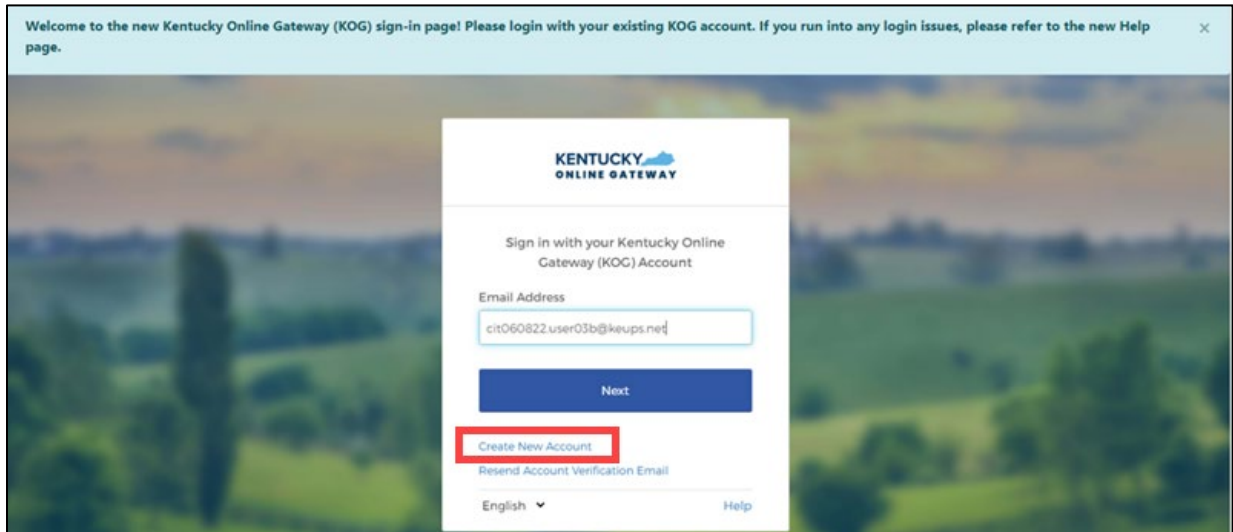 Welcome to the new Kentucky Online Gateway (KOG) sign-in page! Please login with your existing KOG account. If you run into any login issues, please refer to the new Help
page.
×
KENTUCKY
ONLINE GATEWAY
Sign in with your Kentucky Online
Gateway (KOG) Account
Email Address
cit060822.user03b@keups.net
Next
Create New Account
Resend Account Verification Email
English Help